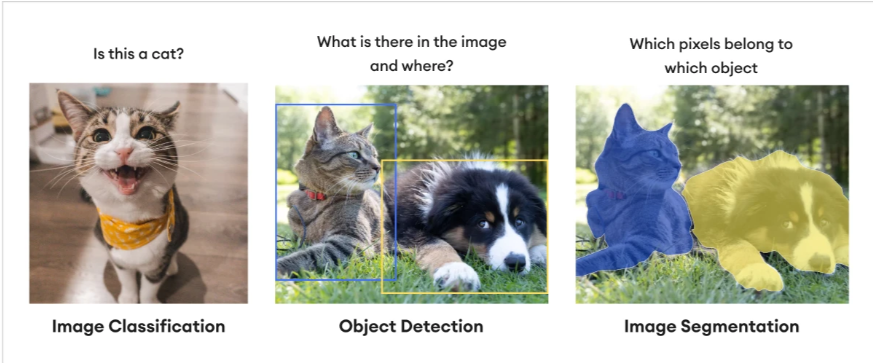 Is this a cat?
What is there in the image
and where?
Which pixels belong to
which object
Image Classification
Object Detection
Image Segmentation